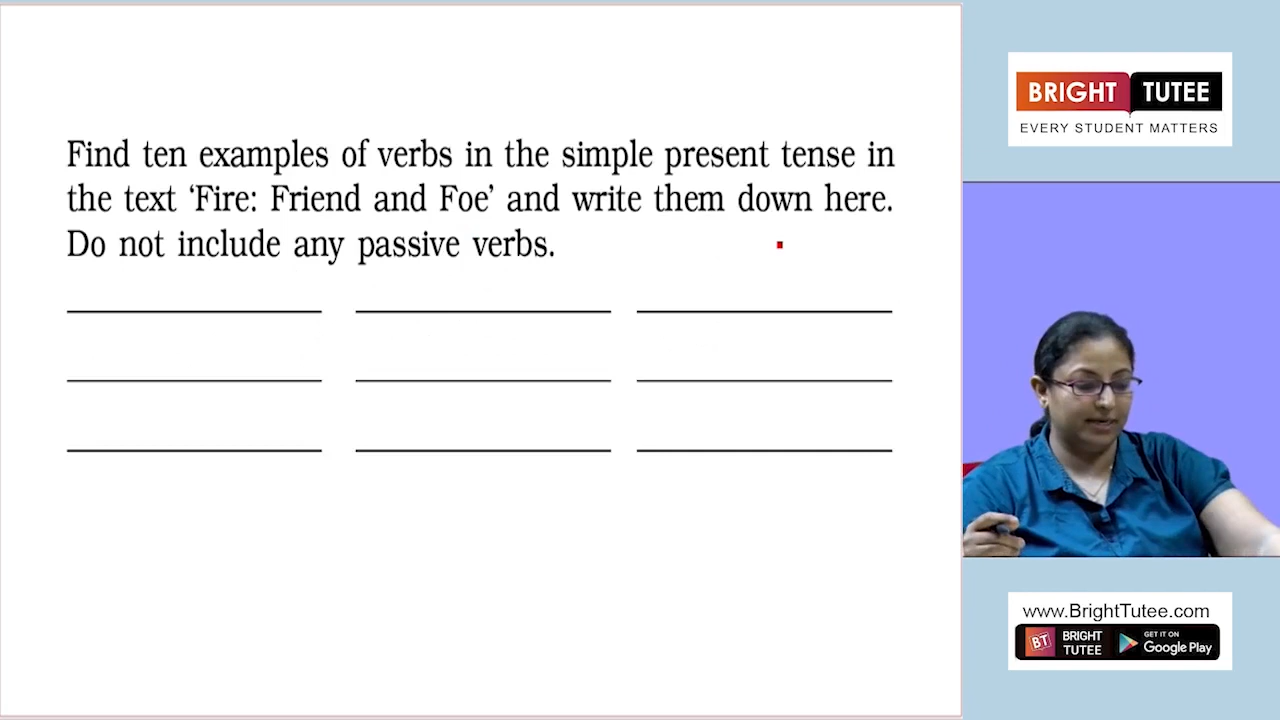 Find ten examples of verbs in the simple present tense in
the text ‘Fire: Friend and Foe’ and write them down here.
Do not include any passive verbs.
BRIGHT TUTEE
EVERY STUDENT MATTERS
www.BrightTutee.com
BT BRIGHT TUTEE
GET IT ON
Google Play